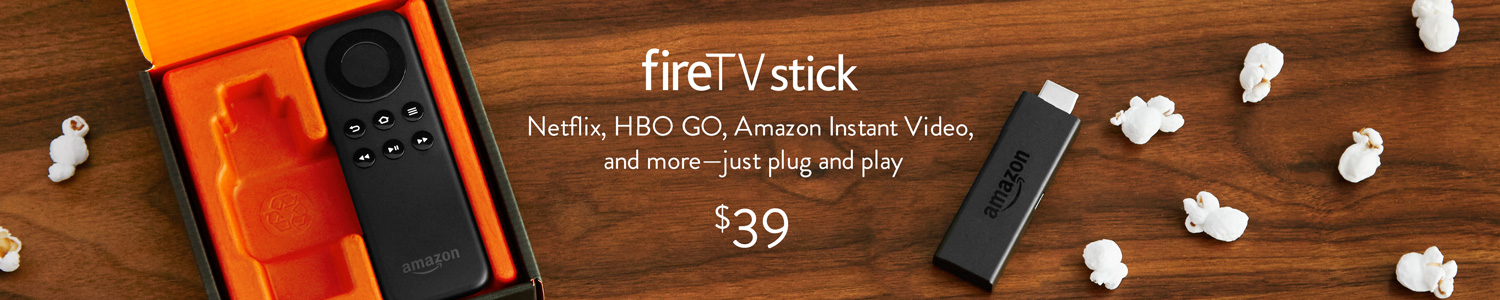 fireTV stick
Netflix, HBO GO, Amazon Instant Video,
and more—just plug and play
$39
amazon
amazon